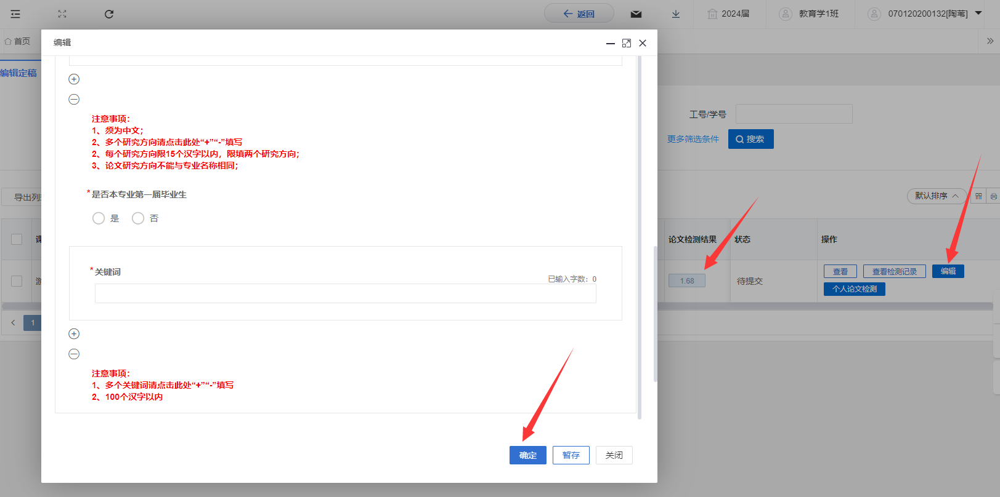 返回
2024届
教育学1班
070120200132[陶苇]
首页
编辑
编辑定稿
工号/学号
更多筛选条件
搜索
注意事项：
1、须为中文；
2、多个研究方向请点击此处“+”“-”填写
2、每个研究方向限15个汉字以内，限填两个研究方向；
3、论文研究方向不能与专业名称相同；
*是否本专业第一届毕业生
是
否
导出列
默认排序
论文检测结果
状态
操作
*关键词
已输入字数：0
查看
查看检测记录
编辑
1.68
待提交
个人论文检测
1
注意事项：
1、多个关键词请点击此处“+”“-”填写
2、100个汉字以内
确定
暂存
关闭